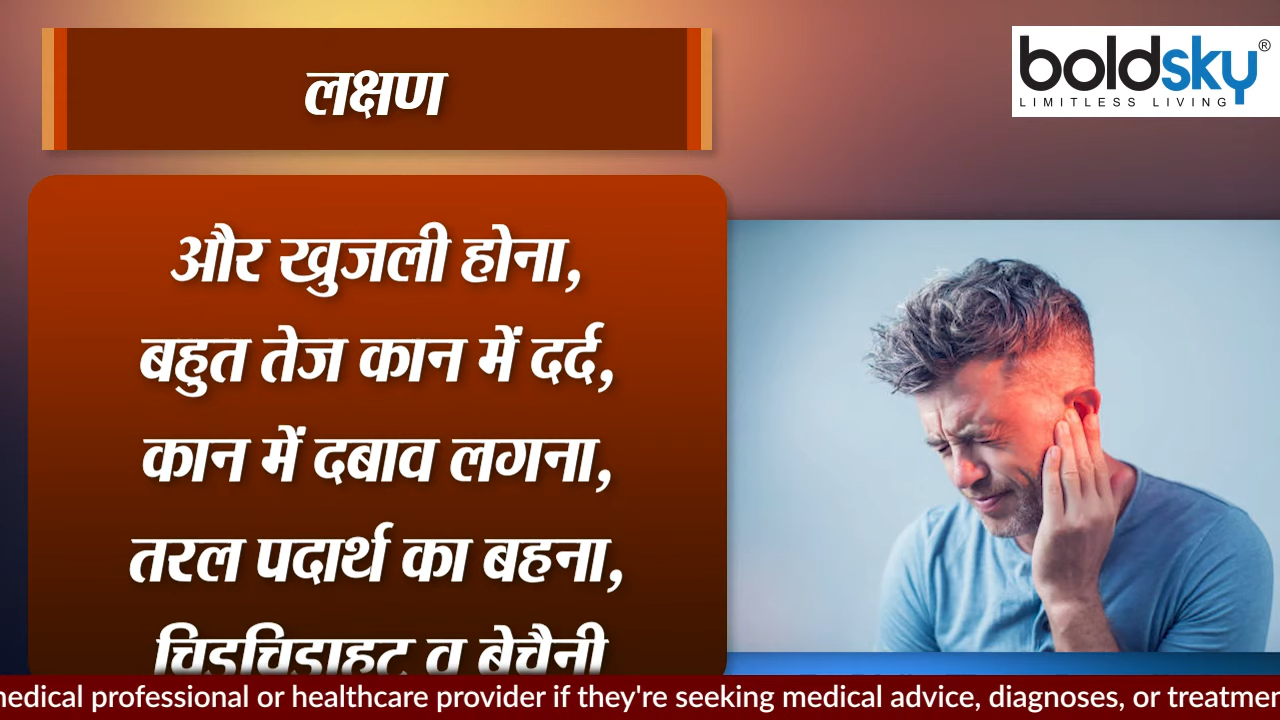 लक्षण
boldsky®
LIMITLESS LIVING
और खुजली होना,
बहुत तेज कान में दर्द,
कान में दबाव लगना,
तरल पदार्थ का बहना,
चिड़चिड़ाहट व बेचैनी
medical professional or healthcare provider if they're seeking medical advice, diagnoses, or treatmen